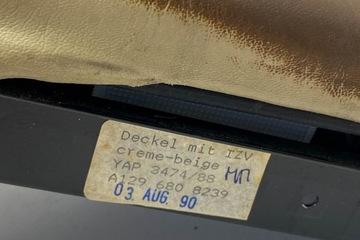 Deckel mit IZV
creme-beige
YAP 3474/88 МП
A129 680 8239
03. AUG. 90